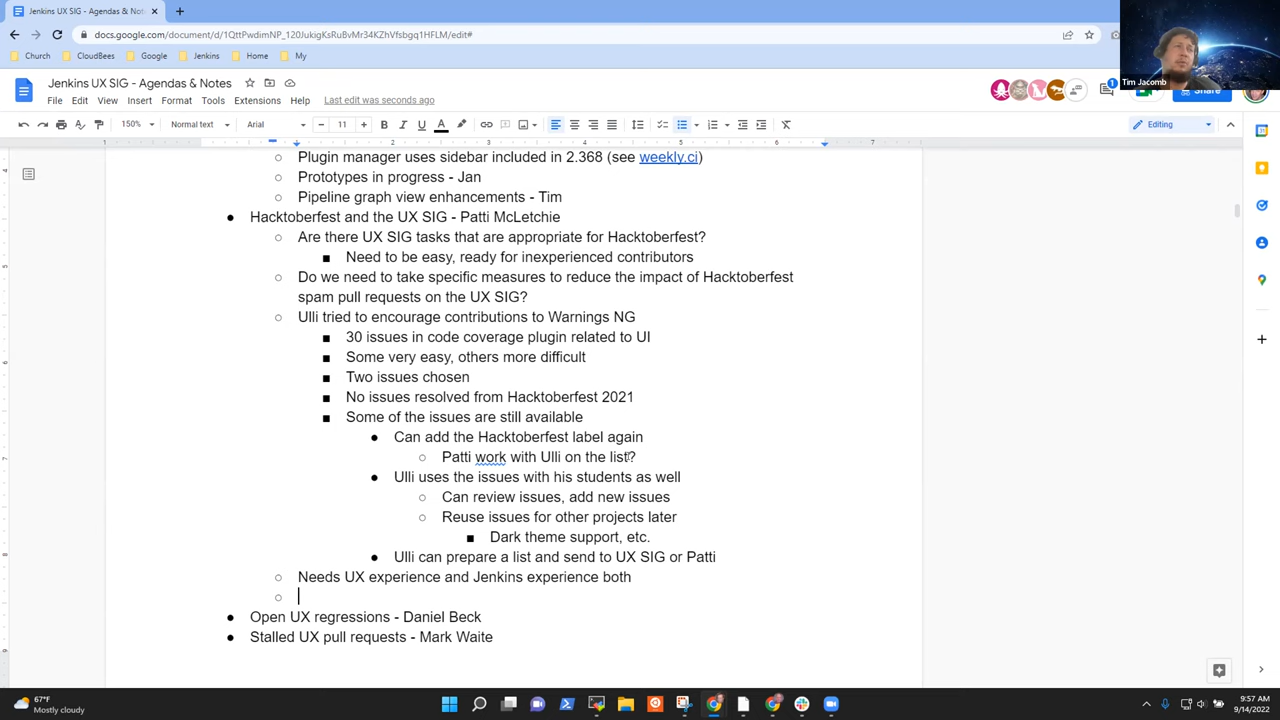 Jenkins UX SIG - Agendas & Not
docs.google.com/document/d/1QttPwdimNP_120JukigKsRuBvMr34KZhVfsbgq1HFLM/edit#
Church
CloudBees
Google
Jenkins
Home
My
Tim Jacomb
Jenkins UX SIG - Agendas & Notes
File Edit View Insert Format Tools Extensions Help Last edit was seconds ago
Share
150% Normal text Arial 11 B I U A Editing
1 2 3 4 5 6 7
Plugin manager uses sidebar included in 2.368 (see weekly.ci)
Prototypes in progress - Jan
Pipeline graph view enhancements - Tim
Hacktoberfest and the UX SIG - Patti McLetchie
Are there UX SIG tasks that are appropriate for Hacktoberfest?
Need to be easy, ready for inexperienced contributors
Do we need to take specific measures to reduce the impact of Hacktoberfest
spam pull requests on the UX SIG?
Ulli tried to encourage contributions to Warnings NG
30 issues in code coverage plugin related to UI
Some very easy, others more difficult
Two issues chosen
No issues resolved from Hacktoberfest 2021
Some of the issues are still available
Can add the Hacktoberfest label again
Patti work with Ulli on the list?
Ulli uses the issues with his students as well
Can review issues, add new issues
Reuse issues for other projects later
Dark theme support, etc.
Ulli can prepare a list and send to UX SIG or Patti
Needs UX experience and Jenkins experience both
Open UX regressions - Daniel Beck
Stalled UX pull requests - Mark Waite
67°F
Mostly cloudy
9:57 AM
9/14/2022